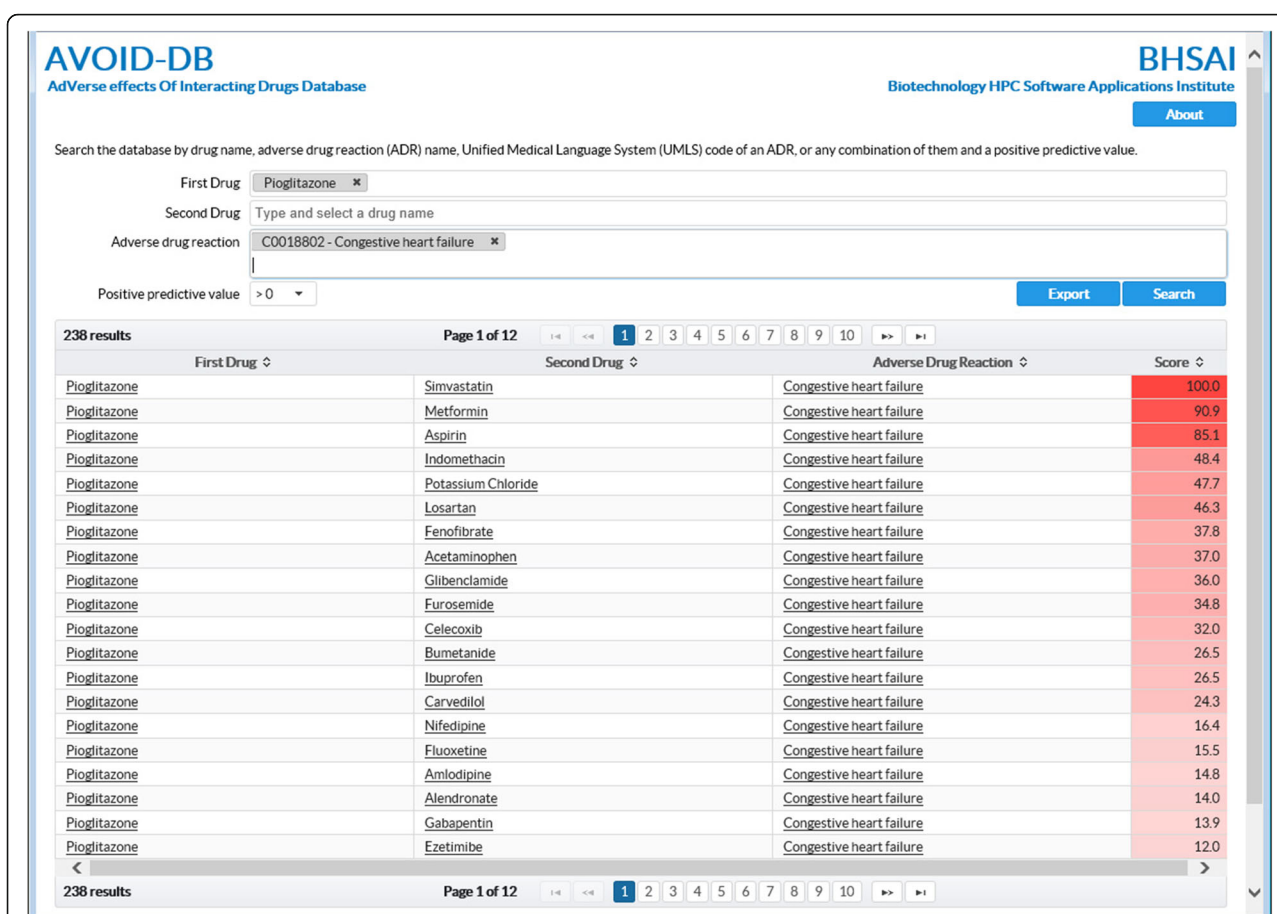 AVOID-DB BHSAI
AdVerse effects Of Interacting Drugs Database Biotechnology HPC Software Applications Institute
About
Search the database by drug name, adverse drug reaction (ADR) name, Unified Medical Language System (UMLS) code of an ADR, or any combination of them and a positive predictive value.
First Drug Pioglitazone ×
Second Drug Type and select a drug name
Adverse drug reaction C0018802 - Congestive heart failure ×
Positive predictive value > 0 Export Search
238 results Page 1 of 12 1 2 3 4 5 6 7 8 9 10
First Drug Second Drug Adverse Drug Reaction Score
Pioglitazone Simvastatin Congestive heart failure 100.0
Pioglitazone Metformin Congestive heart failure 90.9
Pioglitazone Aspirin Congestive heart failure 85.1
Pioglitazone Indomethacin Congestive heart failure 48.4
Pioglitazone Potassium Chloride Congestive heart failure 47.7
Pioglitazone Losartan Congestive heart failure 46.3
Pioglitazone Fenofibrate Congestive heart failure 37.8
Pioglitazone Acetaminophen Congestive heart failure 37.0
Pioglitazone Glibenclamide Congestive heart failure 36.0
Pioglitazone Furosemide Congestive heart failure 34.8
Pioglitazone Celecoxib Congestive heart failure 32.0
Pioglitazone Bumetanide Congestive heart failure 26.5
Pioglitazone Ibuprofen Congestive heart failure 26.5
Pioglitazone Carvedilol Congestive heart failure 24.3
Pioglitazone Nifedipine Congestive heart failure 16.4
Pioglitazone Fluoxetine Congestive heart failure 15.5
Pioglitazone Amlodipine Congestive heart failure 14.8
Pioglitazone Alendronate Congestive heart failure 14.0
Pioglitazone Gabapentin Congestive heart failure 13.9
Pioglitazone Ezetimibe Congestive heart failure 12.0
238 results Page 1 of 12 1 2 3 4 5 6 7 8 9 10